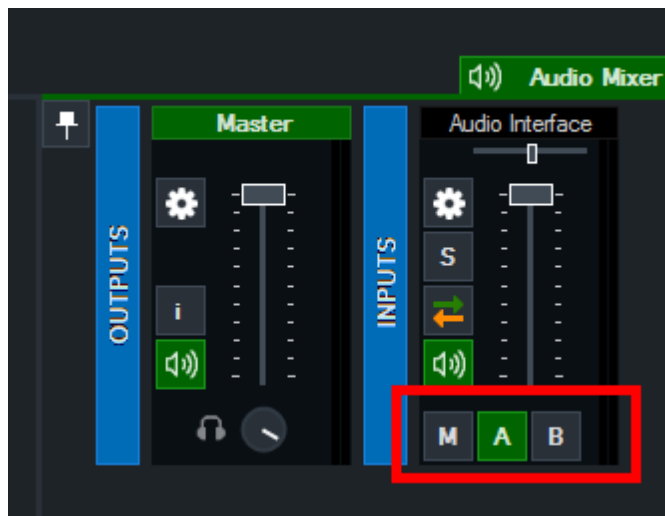 Audio Mixer
OUTPUTS
Master
i
INPUTS
Audio Interface
S
M A B